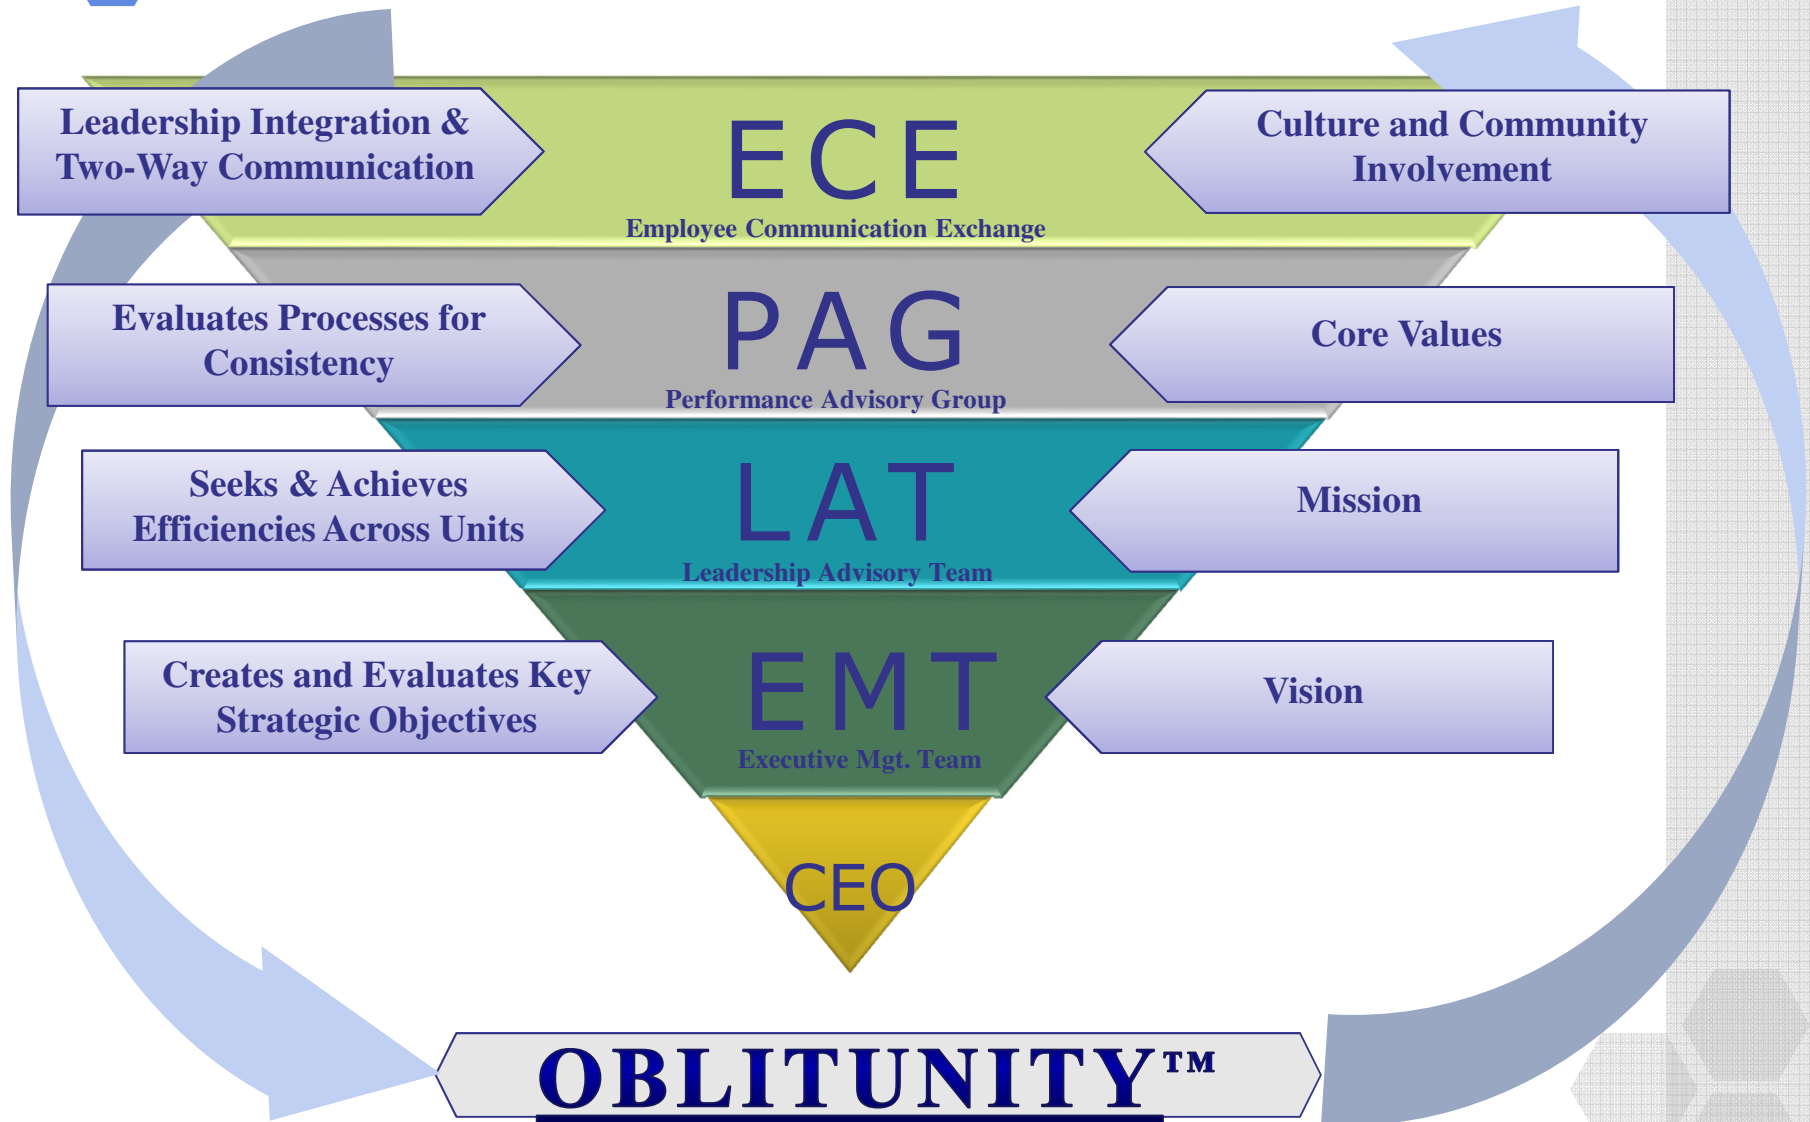 Leadership Integration &
Two-Way Communication
ECE
Employee Communication Exchange
Culture and Community
Involvement
Evaluates Processes for
Consistency
PAG
Performance Advisory Group
Core Values
Seeks & Achieves
Efficiencies Across Units
LAT
Leadership Advisory Team
Mission
Creates and Evaluates Key
Strategic Objectives
EMT
Executive Mgt. Team
Vision
CEO
OBLITUNITY™